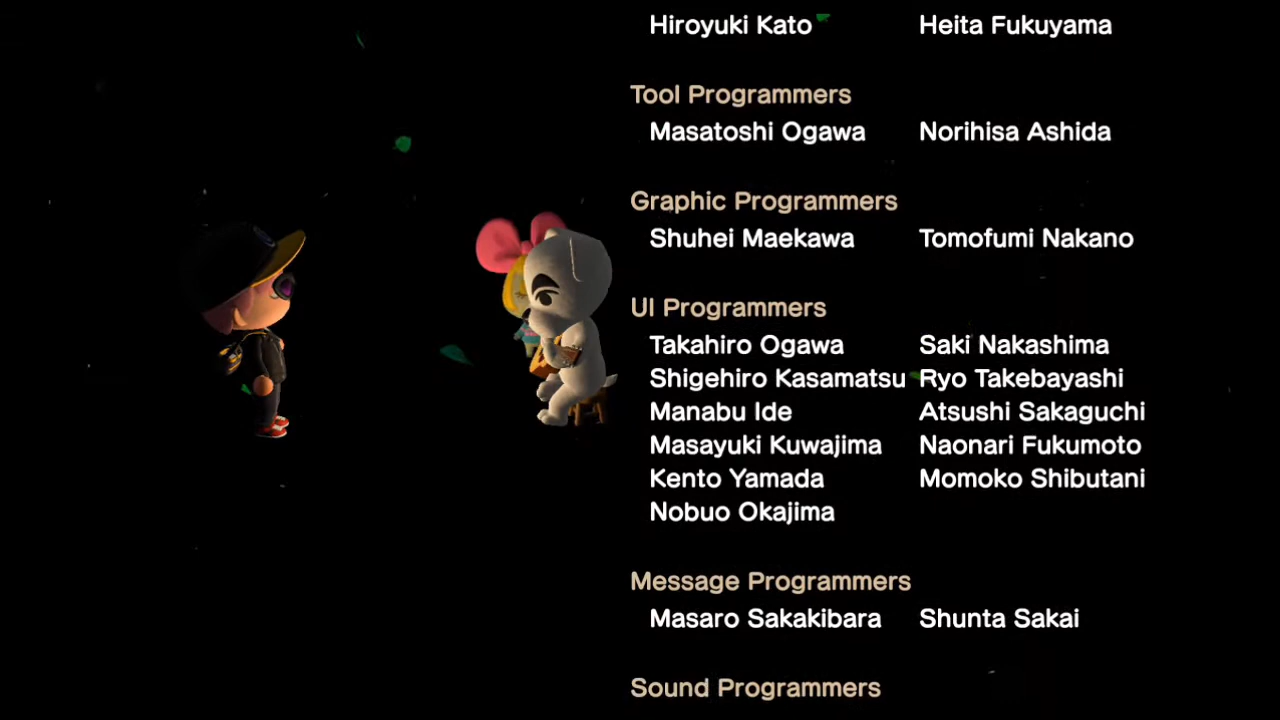 Hiroyuki Kato Heita Fukuyama
Tool Programmers
Masatoshi Ogawa Norihisa Ashida
Graphic Programmers
Shuhei Maekawa Tomofumi Nakano
UI Programmers
Takahiro Ogawa Saki Nakashima
Shigehiro Kasamatsu Ryo Takebayashi
Manabu Ide Atsushi Sakaguchi
Masayuki Kuwajima Naonari Fukumoto
Kento Yamada Momoko Shibutani
Nobuo Okajima
Message Programmers
Masaro Sakakibara Shunta Sakai
Sound Programmers